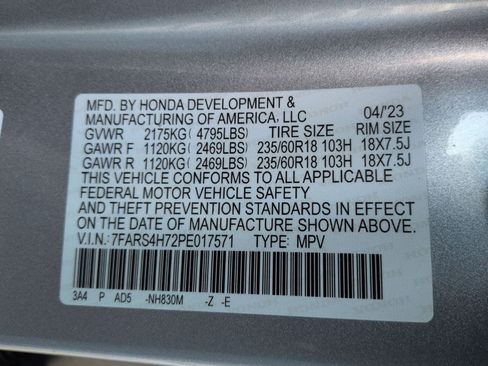 MFD. BY HONDA DEVELOPMENT &
MANUFACTURING OF AMERICA, LLC 04/'23
GVWR 2175KG (4795LBS) TIRE SIZE RIM SIZE
GAWR F 1120KG (2469LBS) 235/60R18 103H 18X7.5J
GAWR R 1120KG (2469LBS) 235/60R18 103H 18X7.5J
THIS VEHICLE CONFORMS TO ALL APPLICABLE
FEDERAL MOTOR VEHICLE SAFETY
AND THEFT PREVENTION STANDARDS IN EFFECT
ON THE DATE OF MANUFACTURE SHOWN ABOVE.
V.I.N.:7FARS4H72PE017571 TYPE: MPV
3A4 P AD5 -NH830M -Z -E